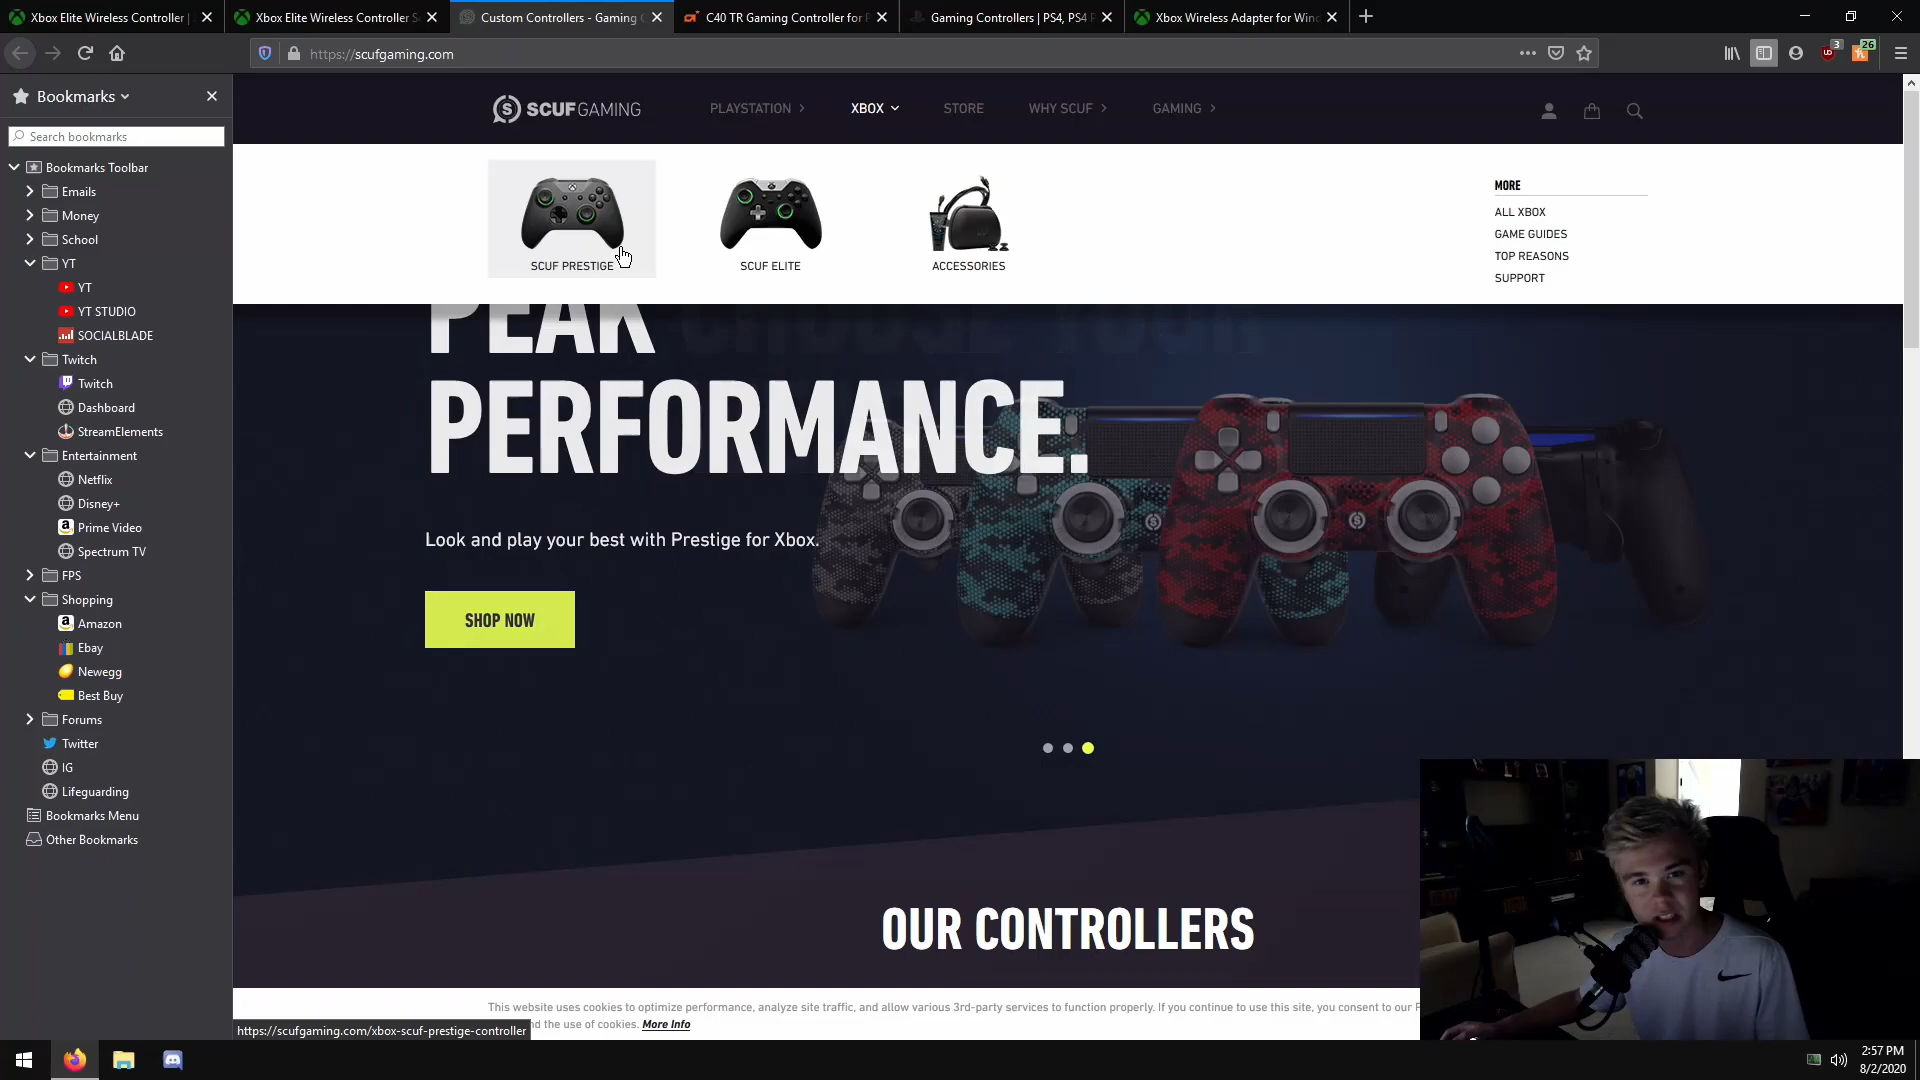 Xbox Elite Wireless Controller |
Xbox Elite Wireless Controller S
Custom Controllers - Gaming C
C40 TR Gaming Controller for P
Gaming Controllers | PS4, PS4 P
Xbox Wireless Adapter for Wind
https://scufgaming.com
3
26
Bookmarks
Search bookmarks
Bookmarks Toolbar
Emails
Money
School
YT
YT
YT STUDIO
SOCIALBLADE
Twitch
Twitch
Dashboard
StreamElements
Entertainment
Netflix
Disney+
Prime Video
Spectrum TV
FPS
Shopping
Amazon
Ebay
Newegg
Best Buy
Forums
Twitter
IG
Lifeguarding
Bookmarks Menu
Other Bookmarks
SCUFGAMING
PLAYSTATION
XBOX
STORE
WHY SCUF
GAMING
SCUF PRESTIGE
SCUF ELITE
ACCESSORIES
MORE
ALL XBOX
GAME GUIDES
TOP REASONS
SUPPORT
PEAK CHOOSE YOUR
PERFORMANCE.
Look and play your best with Prestige for Xbox.
SHOP NOW
OUR CONTROLLERS
This website uses cookies to optimize performance, analyze site traffic, and allow various 3rd-party services to function properly. If you continue to use this site, you consent to our P
nd the use of cookies. More Info
https://scufgaming.com/xbox-scuf-prestige-controller
2:57 PM
8/2/2020